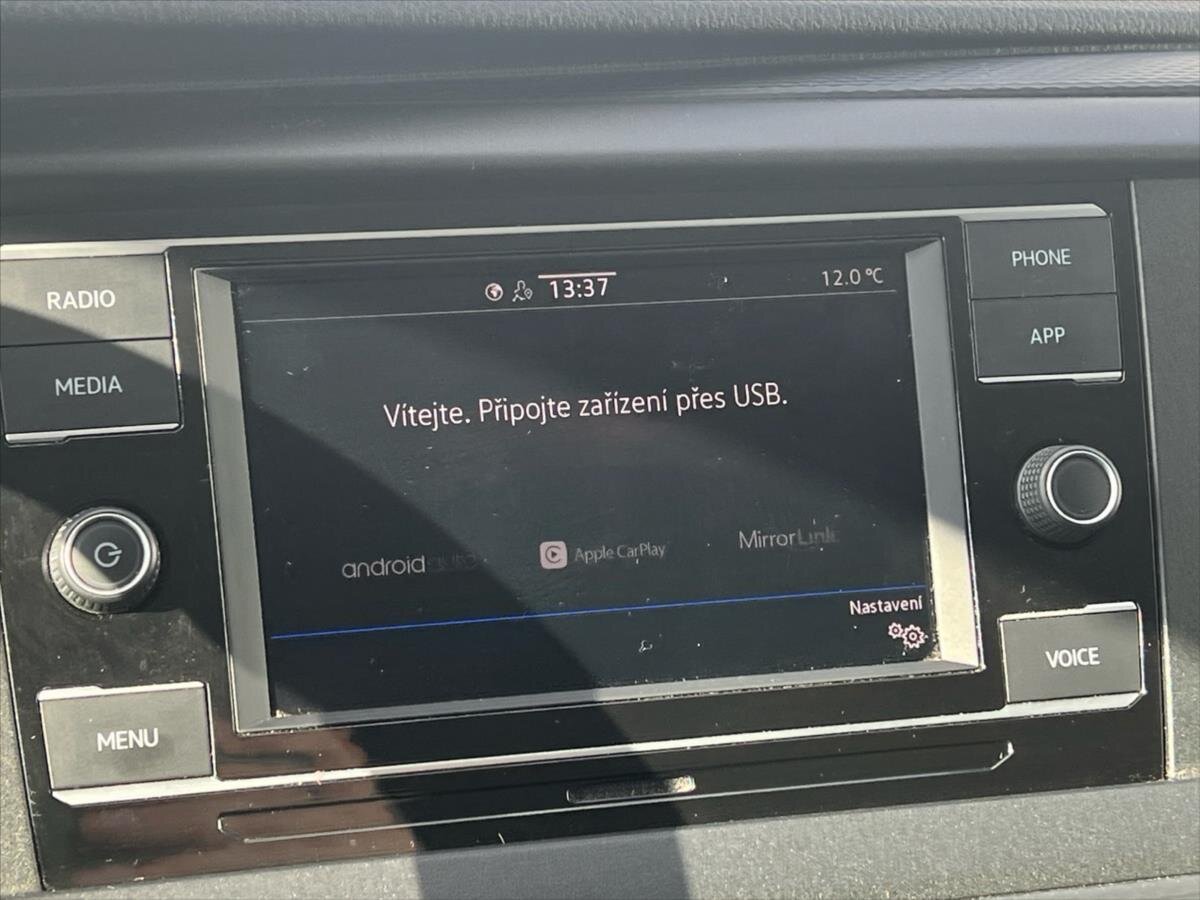 RADIO
MEDIA
MENU
13:37
12.0 °C
Vítejte. Připojte zařízení přes USB.
android auto
Apple CarPlay
MirrorLink
Nastavení
PHONE
APP
VOICE